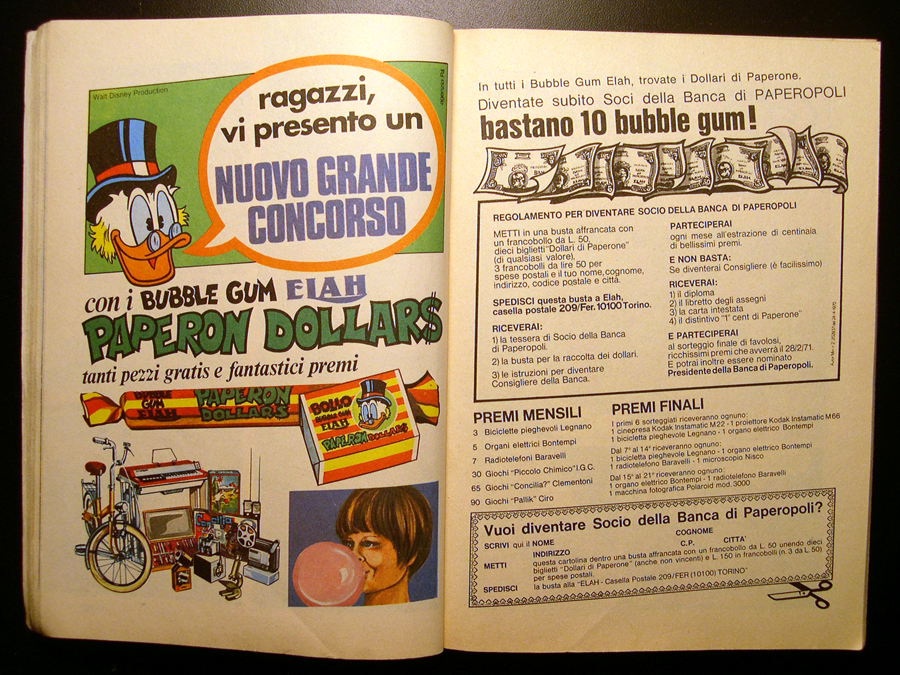 Walt Disney Production
ragazzi,
vi presento un
NUOVO GRANDE
CONCORSO
con i BUBBLE GUM ELAH
PAPERON DOLLAR$
tanti pezzi gratis e fantastici premi
BUBBLE GUM ELAH
PAPERON DOLLARS
BOLLO
BUBBLE GUM
ELAH
PAPERON DOLLARS
In tutti i Bubble Gum Elah, trovate i Dollari di Paperone.
Diventate subito Soci della Banca di PAPEROPOLI
bastano 10 bubble gum!
REGOLAMENTO PER DIVENTARE SOCIO DELLA BANCA DI PAPEROPOLI
METTI in una busta affrancata con
un francobollo da L. 50,
dieci biglietti "Dollari di Paperone"
(di qualsiasi valore),
3 francobolli da lire 50 per
spese postali e il tuo nome, cognome,
indirizzo, codice postale e città.
SPEDISCI questa busta a Elah,
casella postale 209/Fer. 10100 Torino.
RICEVERAI:
1) la tessera di Socio della Banca
di Paperopoli.
2) la busta per la raccolta dei dollari.
3) le istruzioni per diventare
Consigliere della Banca.
PARTECIPERAI
ogni mese all'estrazione di centinaia
di bellissimi premi.
E NON BASTA:
Se diventerai Consigliere (è facilissimo)
RICEVERAI:
1) il diploma
2) il libretto degli assegni
3) la carta intestata
4) il distintivo "1° cent di Paperone"
E PARTECIPERAI
al sorteggio finale di favolosi,
ricchissimi premi che avverrà il 28/2/71.
E potrai inoltre essere nominato
Presidente della Banca di Paperopoli.
PREMI MENSILI
3 Biciclette pieghevoli Legnano
5 Organi elettrici Bontempi
7 Radiotelefoni Baravelli
30 Giochi "Piccolo Chimico" I.G.C.
65 Giochi "Concilia?" Clementoni
90 Giochi "Pallik" Ciro
PREMI FINALI
I primi 6 sorteggiati riceveranno ognuno:
1 cinepresa Kodak Instamatic M22 - 1 proiettore Kodak Instamatic M66
1 bicicletta pieghevole Legnano - 1 organo elettrico Bontempi
Dal 7° al 14° riceveranno ognuno:
1 bicicletta pieghevole Legnano - 1 organo elettrico Bontempi
1 radiotelefono Baravelli - 1 microscopio Nisco
Dal 15° al 21° riceveranno ognuno:
1 organo elettrico Bontempi - 1 radiotelefono Baravelli
1 macchina fotografica Polaroid mod. 3000
Vuoi diventare Socio della Banca di Paperopoli?
SCRIVI qui il NOME COGNOME
INDIRIZZO C.P. CITTA'
METTI questa cartolina dentro una busta affrancata con un francobollo da L. 50 unendo dieci
biglietti "Dollari di Paperone" (anche non vincenti) e L. 150 in francobolli (n. 3 da L. 50)
per spese postali.
SPEDISCI la busta alla "ELAH - Casella Postale 209/FER (10100) TORINO"